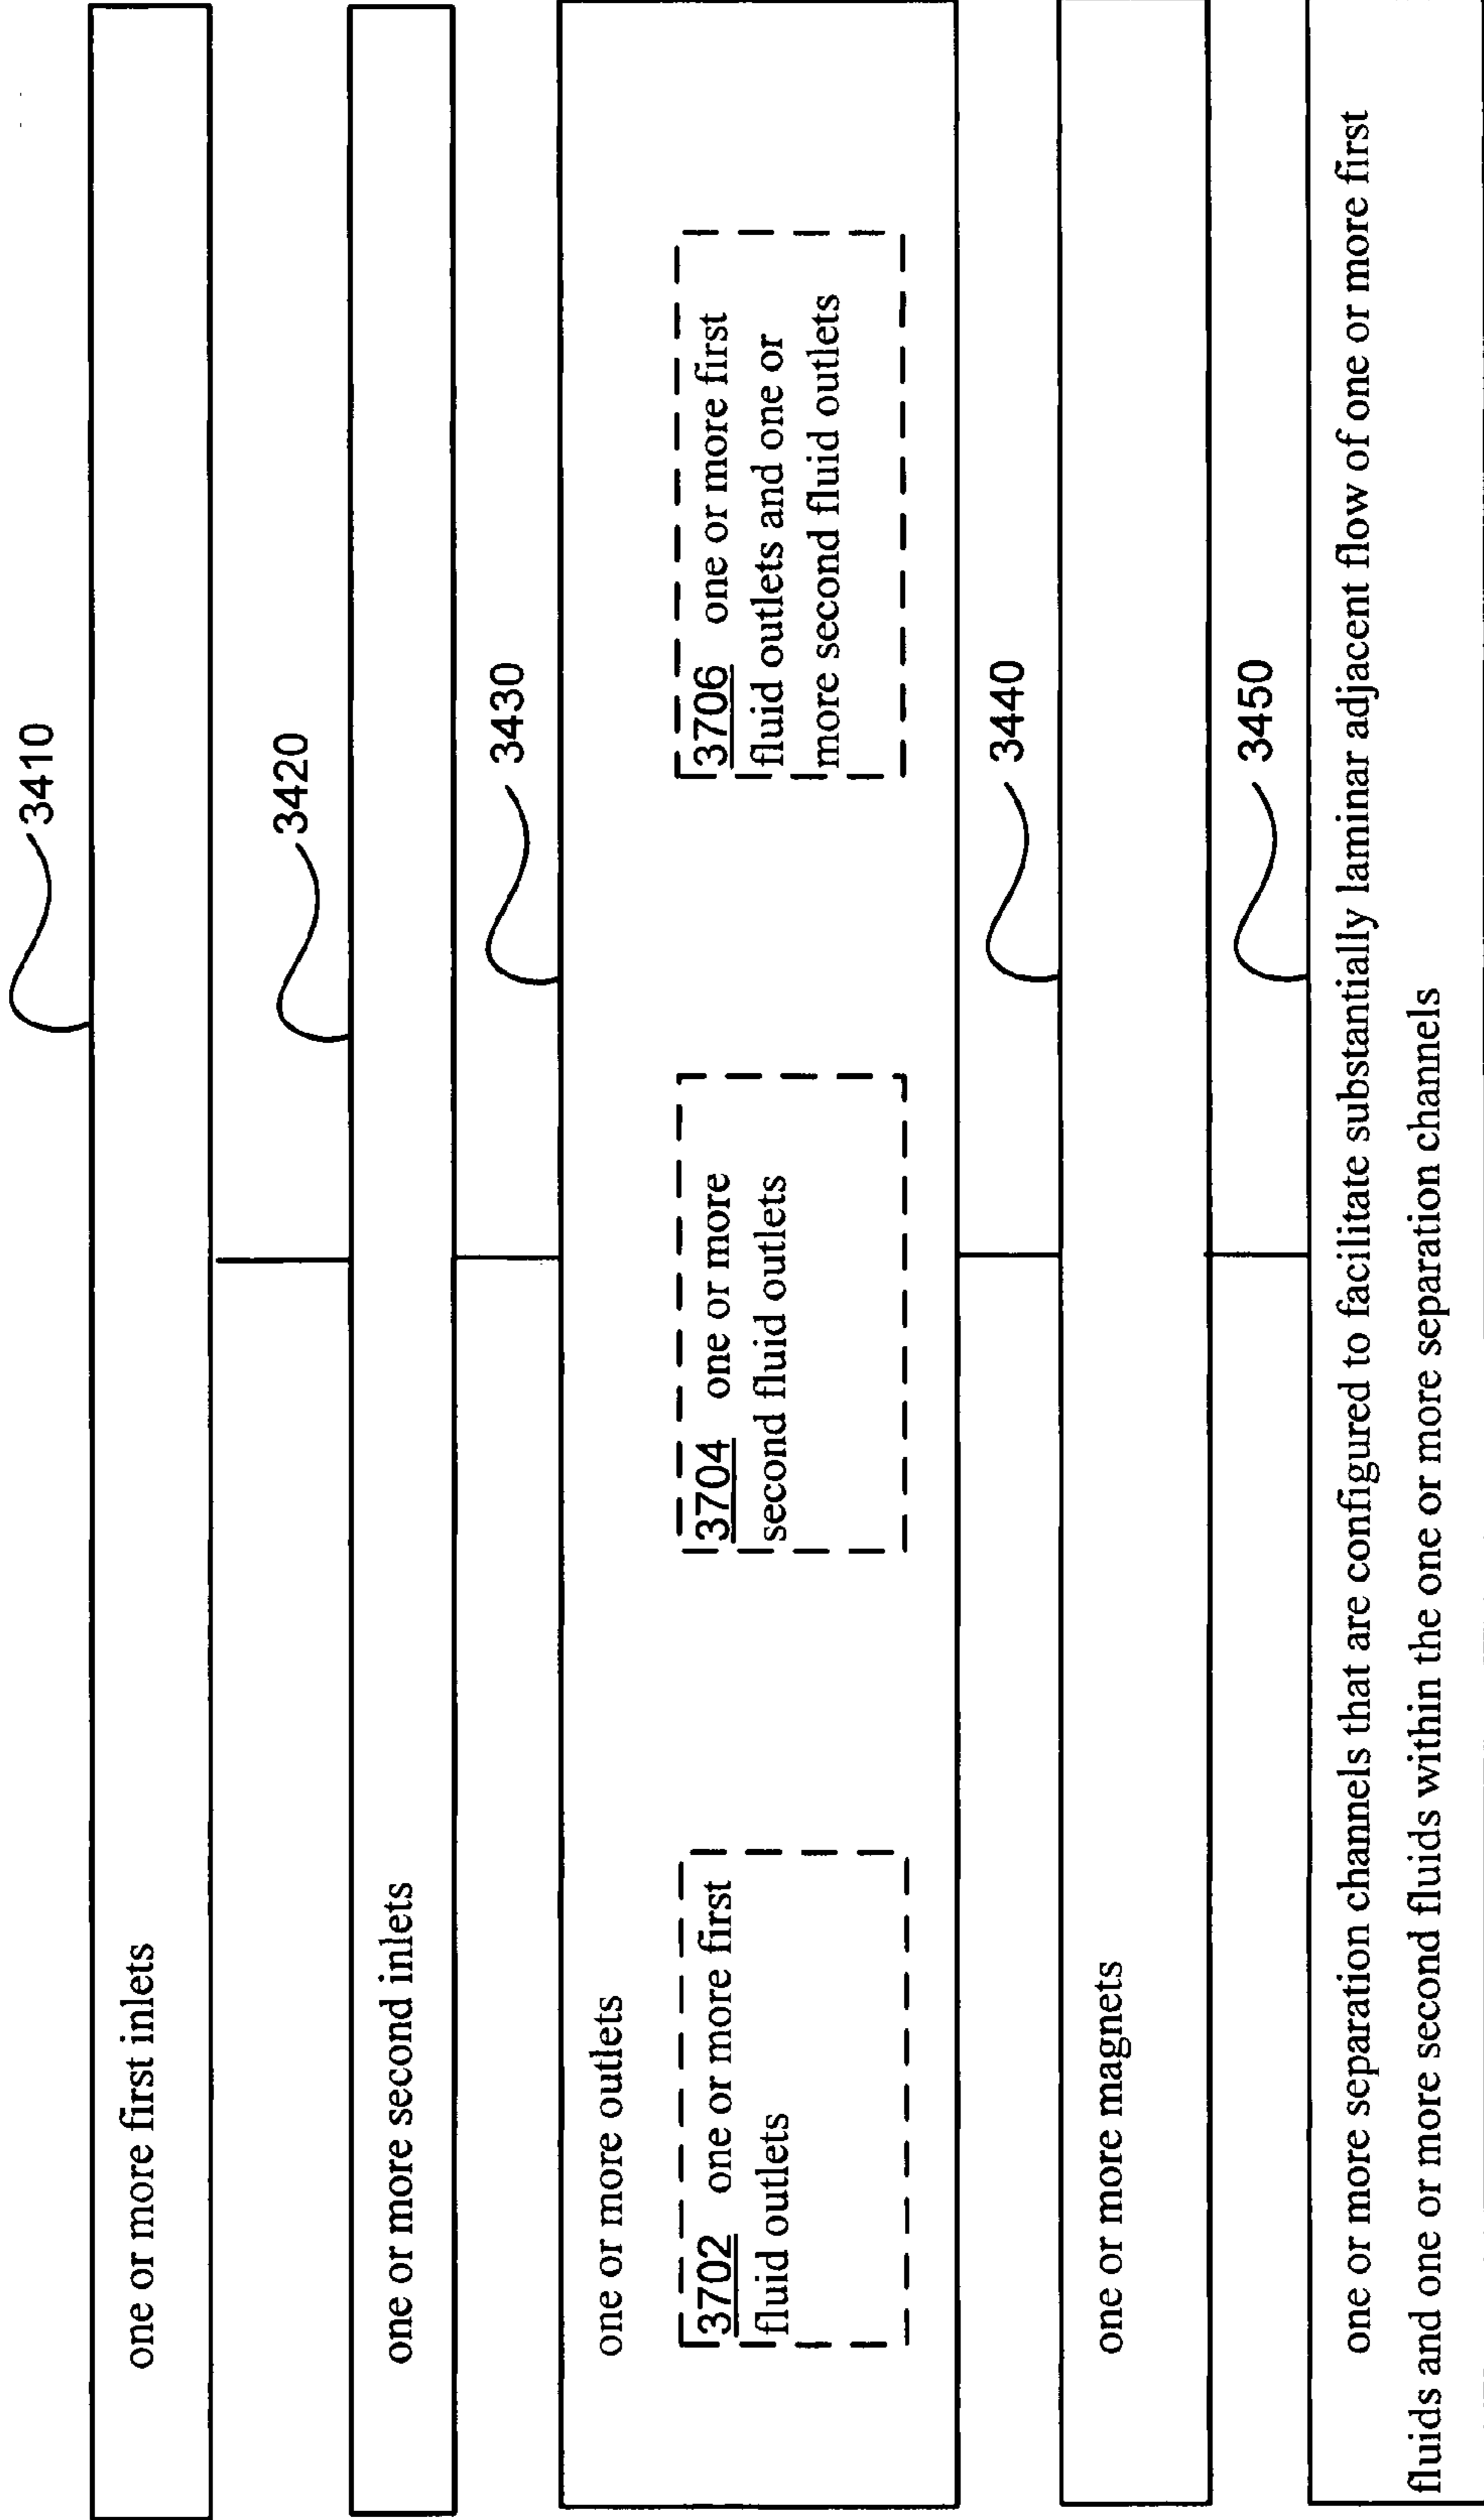 3410
one or more first inlets
3420
one or more second inlets
3430
one or more outlets
3702 one or more first
fluid outlets
3704 one or more
second fluid outlets
3706 one or more first
fluid outlets and one or
more second fluid outlets
3440
one or more magnets
3450
one or more separation channels that are configured to facilitate substantially laminar adjacent flow of one or more first
fluids and one or more second fluids within the one or more separation channels